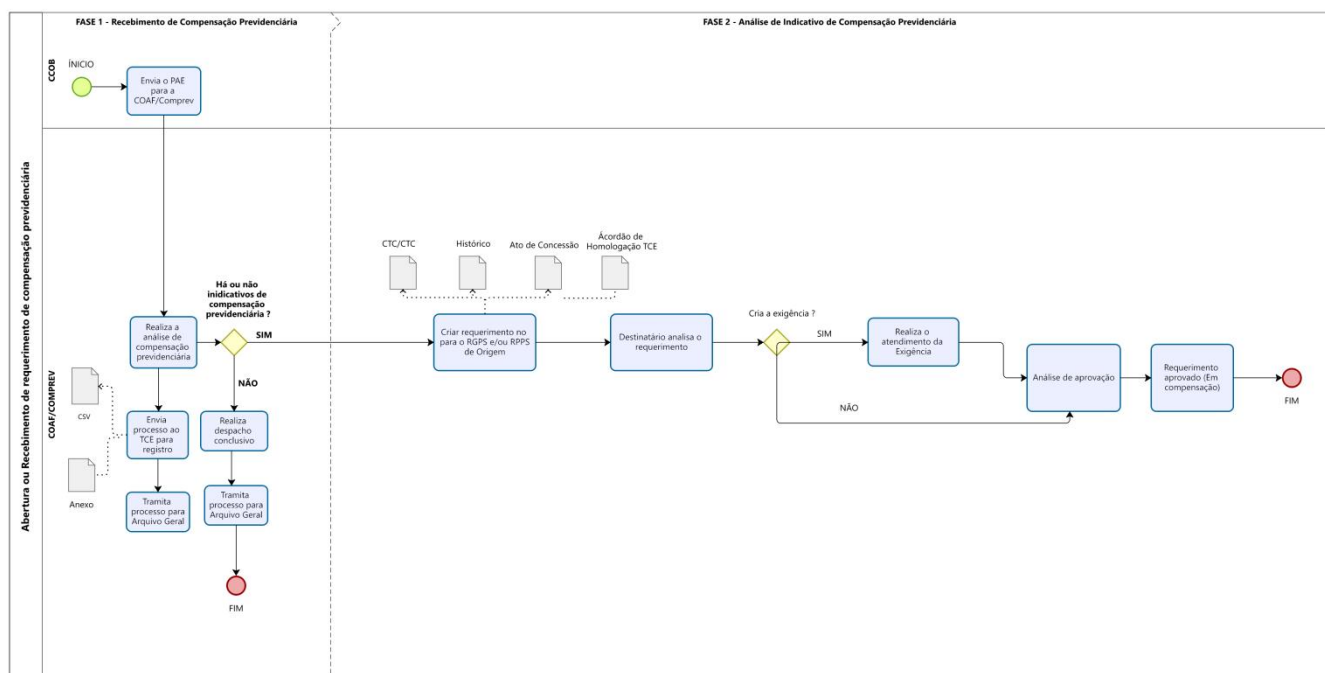 Abertura ou Recebimento de requerimento de compensação previdenciária
FASE 1 - Recebimento de Compensação Previdenciária
FASE 2 - Análise de Indicativo de Compensação Previdenciária
CCOB
ÍNICIO
Envia o PAE
para a
COAF/Comprev
COAF/COMPREV
Realiza a
análise de
compensação
previdenciária
Há ou não
inidicativos de
compensação
previdenciária ?
SIM
NÃO
CSV
Anexo
Envia
processo ao
TCE para
registro
Tramita
processo para
Arquivo Geral
Realiza
despacho
conclusivo
Tramita
processo para
Arquivo Geral
FIM
CTC/CTC
Histórico
Ato de Concessão
Ácordão de
Homologação TCE
Criar requerimento no
para o RGPS e/ou RPPS
de Origem
Destinatário analisa o
requerimento
Cria a exigência ?
SIM
NÃO
Realiza o
atendimento da
Exigência
Análise de aprovação
Requerimento
aprovado (Em
compensação)
FIM